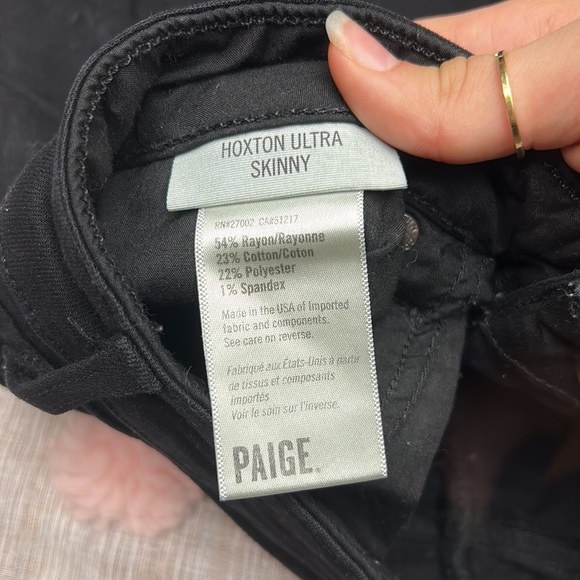 HOXTON ULTRA
SKINNY
RN#27002 CA#51217
54% Rayon/Rayonne
23% Cotton/Coton
22% Polyester
1% Spandex
Made in the USA of Imported
fabric and components.
See care on reverse.
Fabriqué aux États-Unis à partir
de tissus et composants
importés
Voir le soin sur l'inverse.
PAIGE